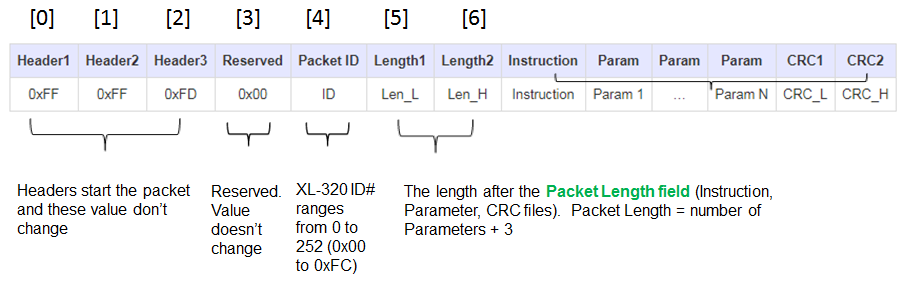 [0] [1] [2] [3] [4] [5] [6]
Header1 Header2 Header3 Reserved Packet ID Length1 Length2 Instruction Param Param Param CRC1 CRC2
0xFF 0xFF 0xFD 0x00 ID Len_L Len_H Instruction Param 1 ... Param N CRC_L CRC_H
Headers start the packet
and these value don't
change
Reserved.
Value
doesn't
change
XL-320 ID#
ranges
from 0 to
252 (0x00
to 0xFC)
The length after the Packet Length field (Instruction,
Parameter, CRC files).  Packet Length = number of
Parameters + 3